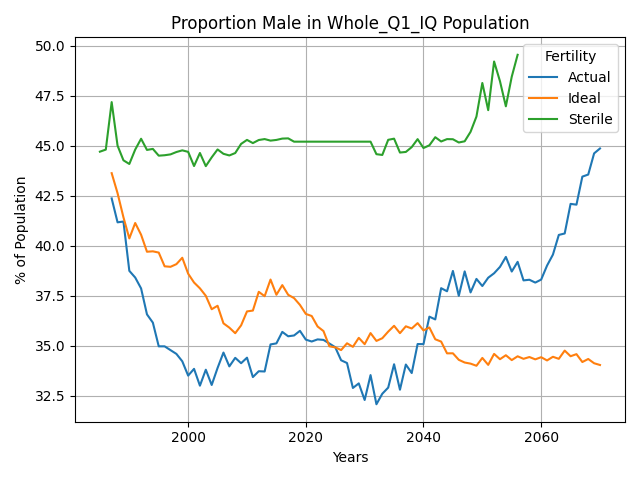 Proportion Male in Whole_Q1_IQ Population
50.0
47.5
45.0
42.5
40.0
37.5
35.0
32.5
% of Population
Fertility
Actual
Ideal
Sterile
2000
2020
2040
2060
Years